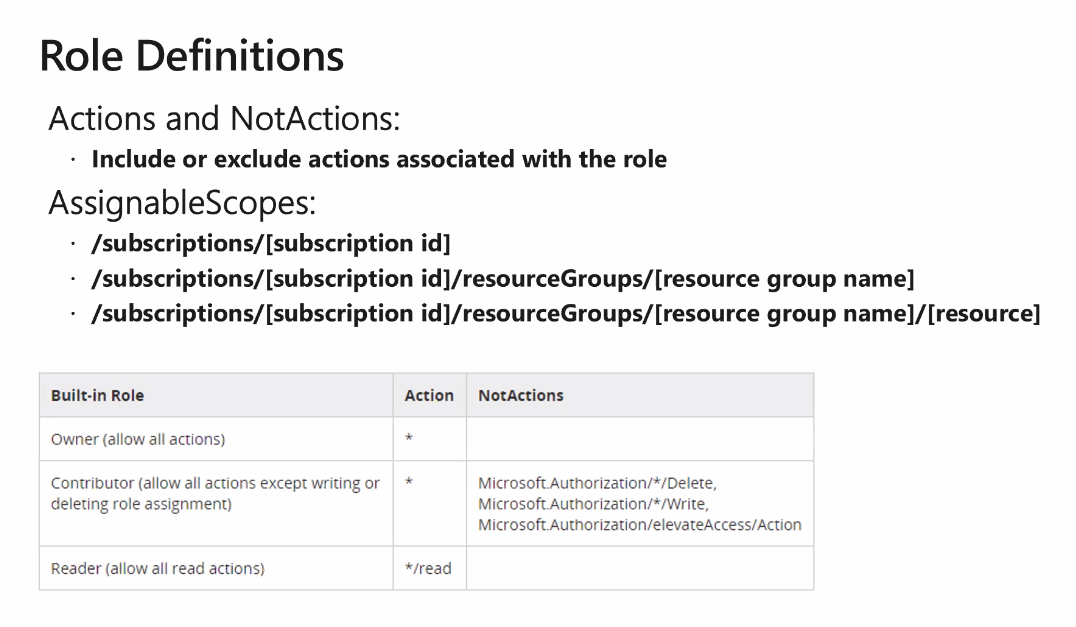 Role Definitions
Actions and NotActions:
· Include or exclude actions associated with the role
AssignableScopes:
· /subscriptions/[subscription id]
· /subscriptions/[subscription id]/resourceGroups/[resource group name]
· /subscriptions/[subscription id]/resourceGroups/[resource group name]/[resource]
Built-in Role Action NotActions
Owner (allow all actions) *
Contributor (allow all actions except writing or deleting role assignment) * Microsoft.Authorization/*/Delete,
Microsoft.Authorization/*/Write,
Microsoft.Authorization/elevateAccess/Action
Reader (allow all read actions) */read